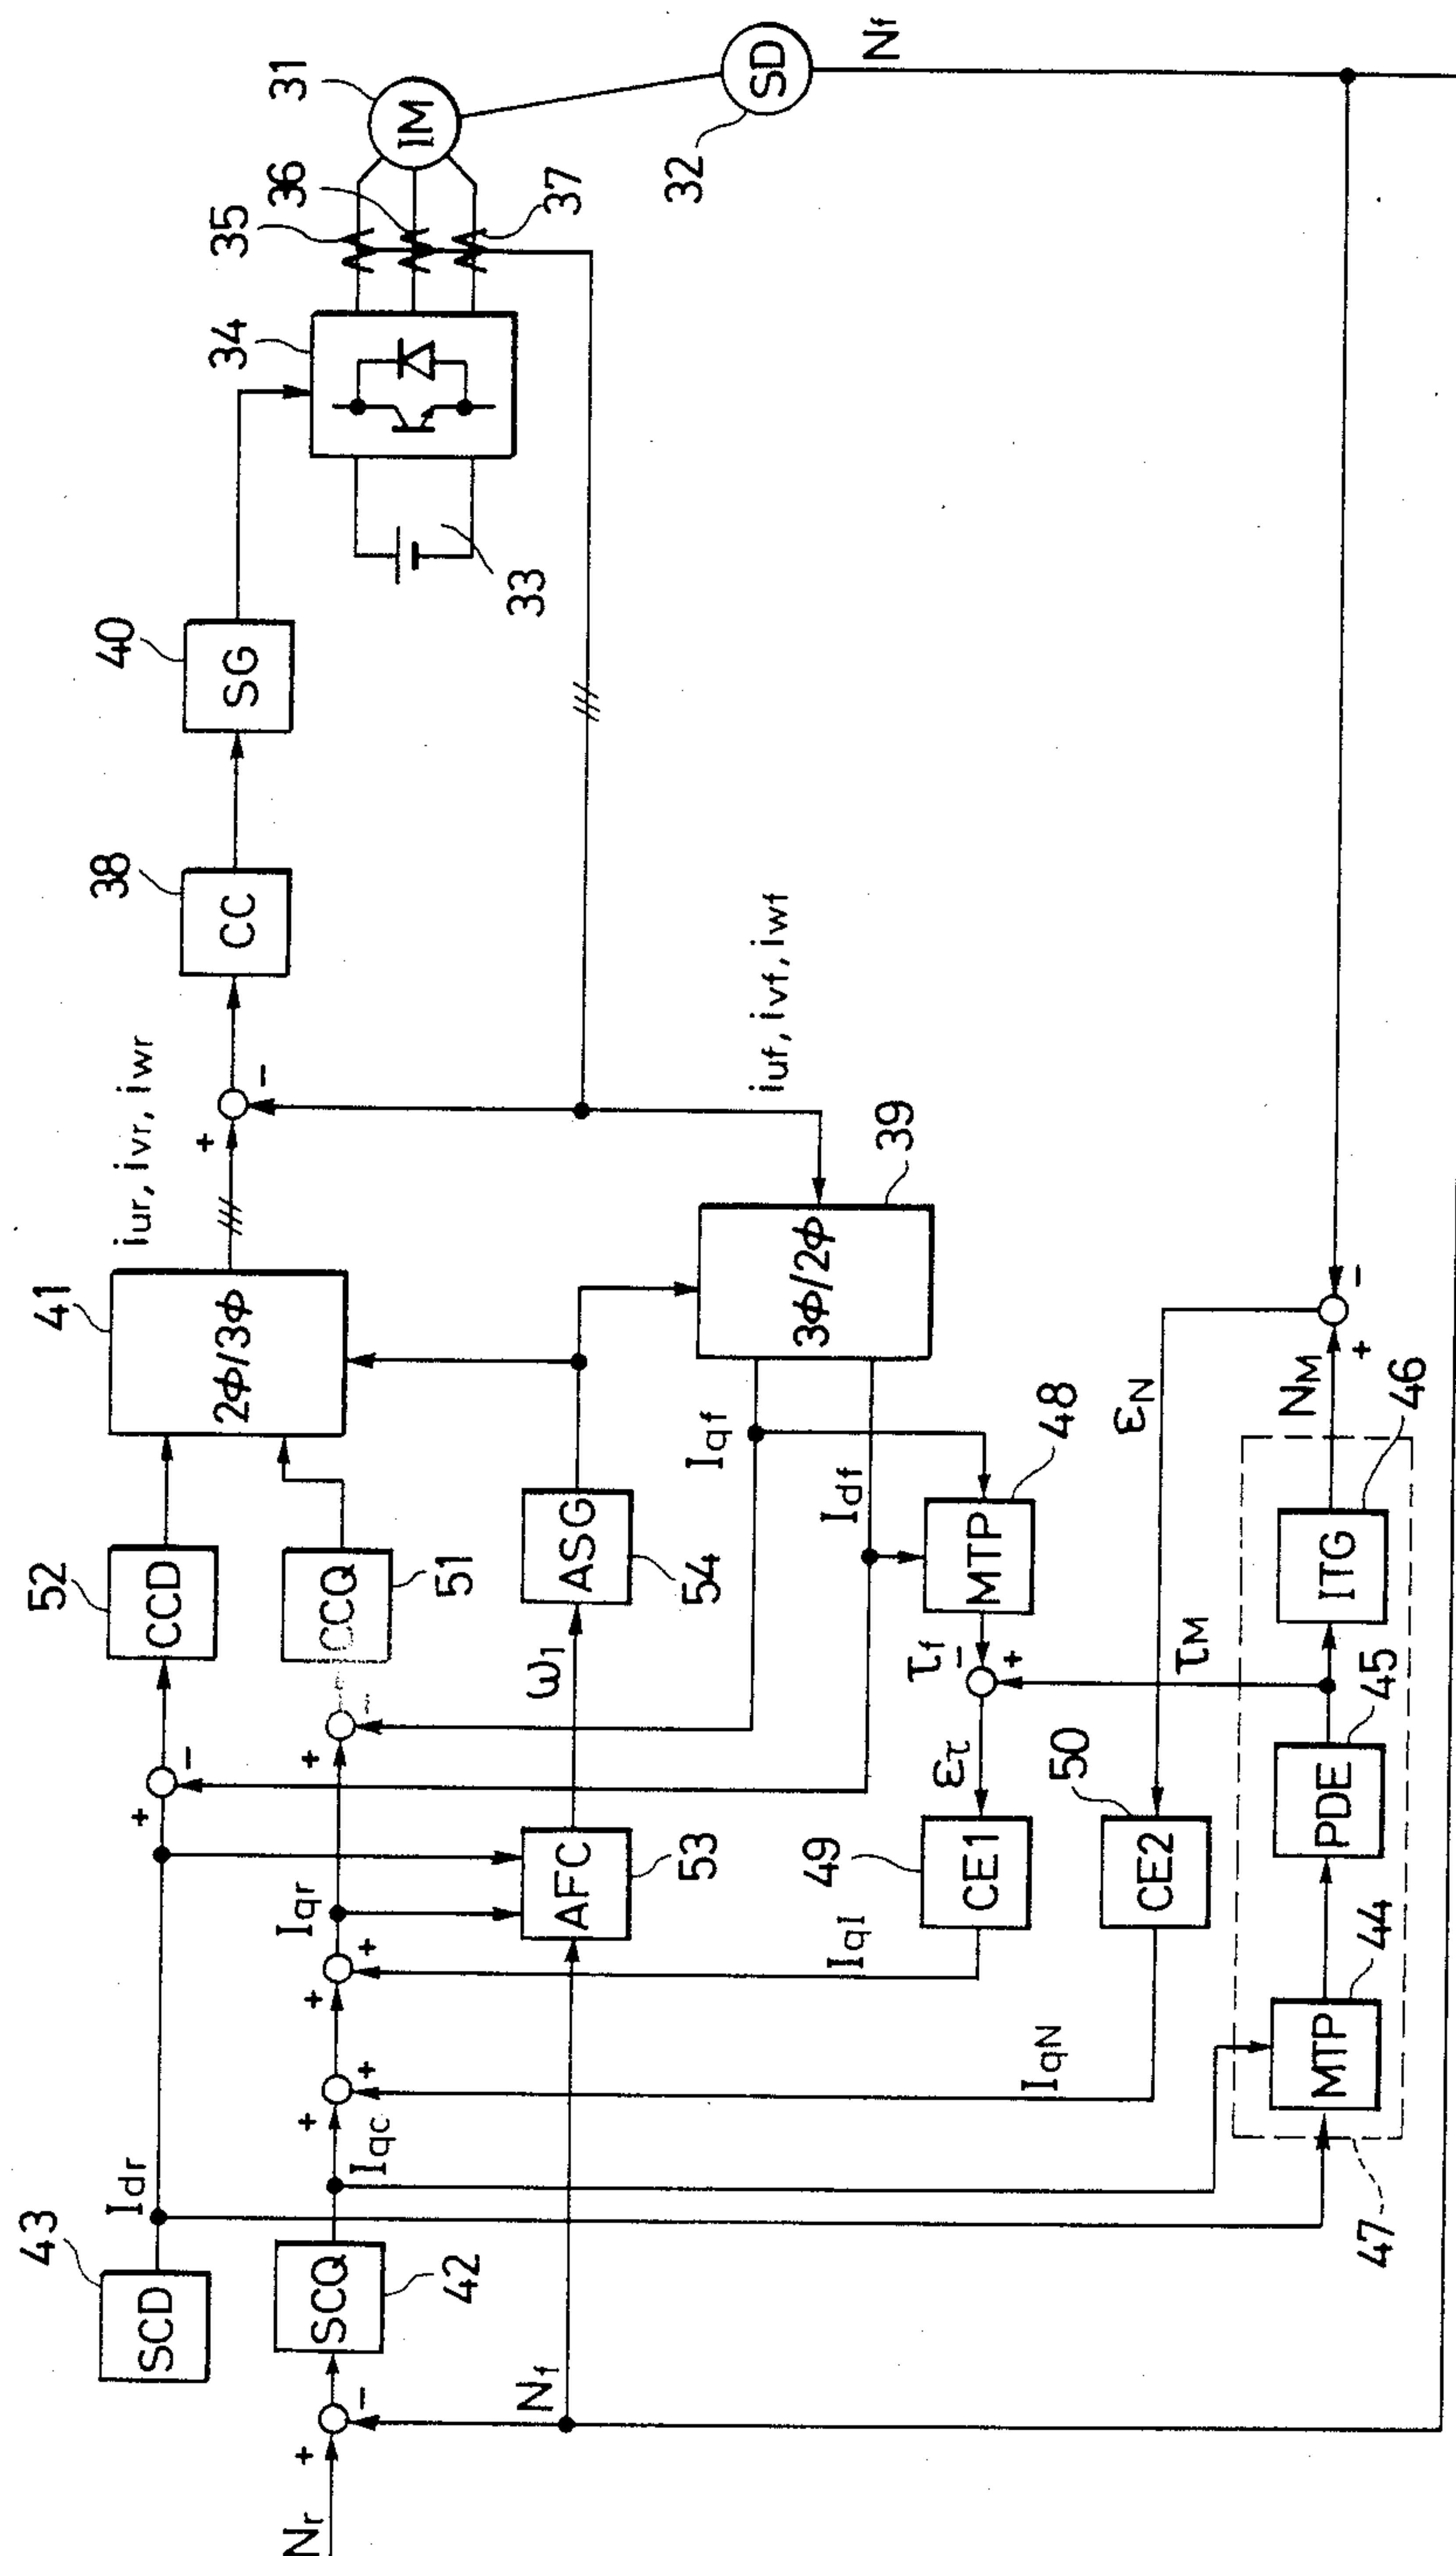 43
SCD
Idr
+
-
52
CCD
41
2ϕ/3ϕ
iur, ivr, iwr
+
-
38
CC
40
SG
34
35
36
37
31
IM
33
32
SD
Nf
Nr
+
-
SCQ
42
Iqc
+
+
+
+
Iqr
+
-
CCQ
51
Nf
AFC
53
ω1
ASG
54
3ϕ/2ϕ
39
iuf, ivf, iwf
Iqf
Idf
MTP
48
τf
-
+
ετ
49
CE1
IqI
50
CE2
IqN
εN
τM
47
MTP
44
PDE
45
ITG
46
NM
+
-